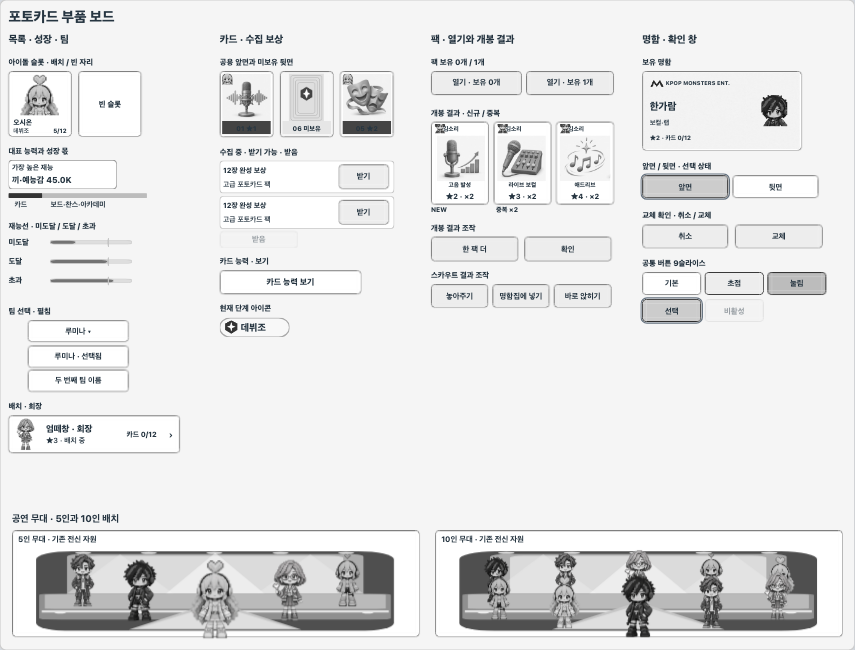 포토카드 부품 보드
목록 · 성장 · 팀
아이돌 슬롯 · 배치 / 빈 자리
오시온
데뷔조 5/12
빈 슬롯
대표 능력과 성장 몫
가장 높은 재능
끼·예능감 45.0K
카드 보도·찬스·아카데미
재능선 · 미도달 / 도달 / 초과
미도달
도달
초과
팀 선택 · 펼침
루미나 ▾
루미나 · 선택됨
두 번째 팀 이름
배치 · 회장
엄떼창 · 회장
★3 · 배치 중
카드 0/12 ›
카드 · 수집 보상
공용 앞면과 미보유 뒷면
06 미보유
수집 중 · 받기 가능 · 받음
12장 완성 보상
고급 포토카드 팩
받기
12장 완성 보상
고급 포토카드 팩
받기
받음
카드 능력 · 보기
카드 능력 보기
현재 단계 아이콘
데뷔조
팩 · 열기와 개봉 결과
팩 보유 0개 / 1개
열기 · 보유 0개
열기 · 보유 1개
개봉 결과 · 신규 / 중복
고음 발성
★2 · ×2
NEW
라이브 보컬
★3 · ×2
중복 ×2
애드리브
★4 · ×2
개봉 결과 조작
한 팩 더
확인
스카우트 결과 조작
놓아주기
명함집에 넣기
바로 앉히기
명함 · 확인 창
보유 명함
KPOP MONSTERS ENT.
한가람
보컬·랩
★2 · 카드 0/12
앞면 / 뒷면 · 선택 상태
앞면
뒷면
교체 확인 · 취소 / 교체
취소
교체
공통 버튼 9슬라이스
기본
초점
눌림
선택
비활성
공연 무대 · 5인과 10인 배치
5인 무대 · 기존 전신 자원
10인 무대 · 기존 전신 자원